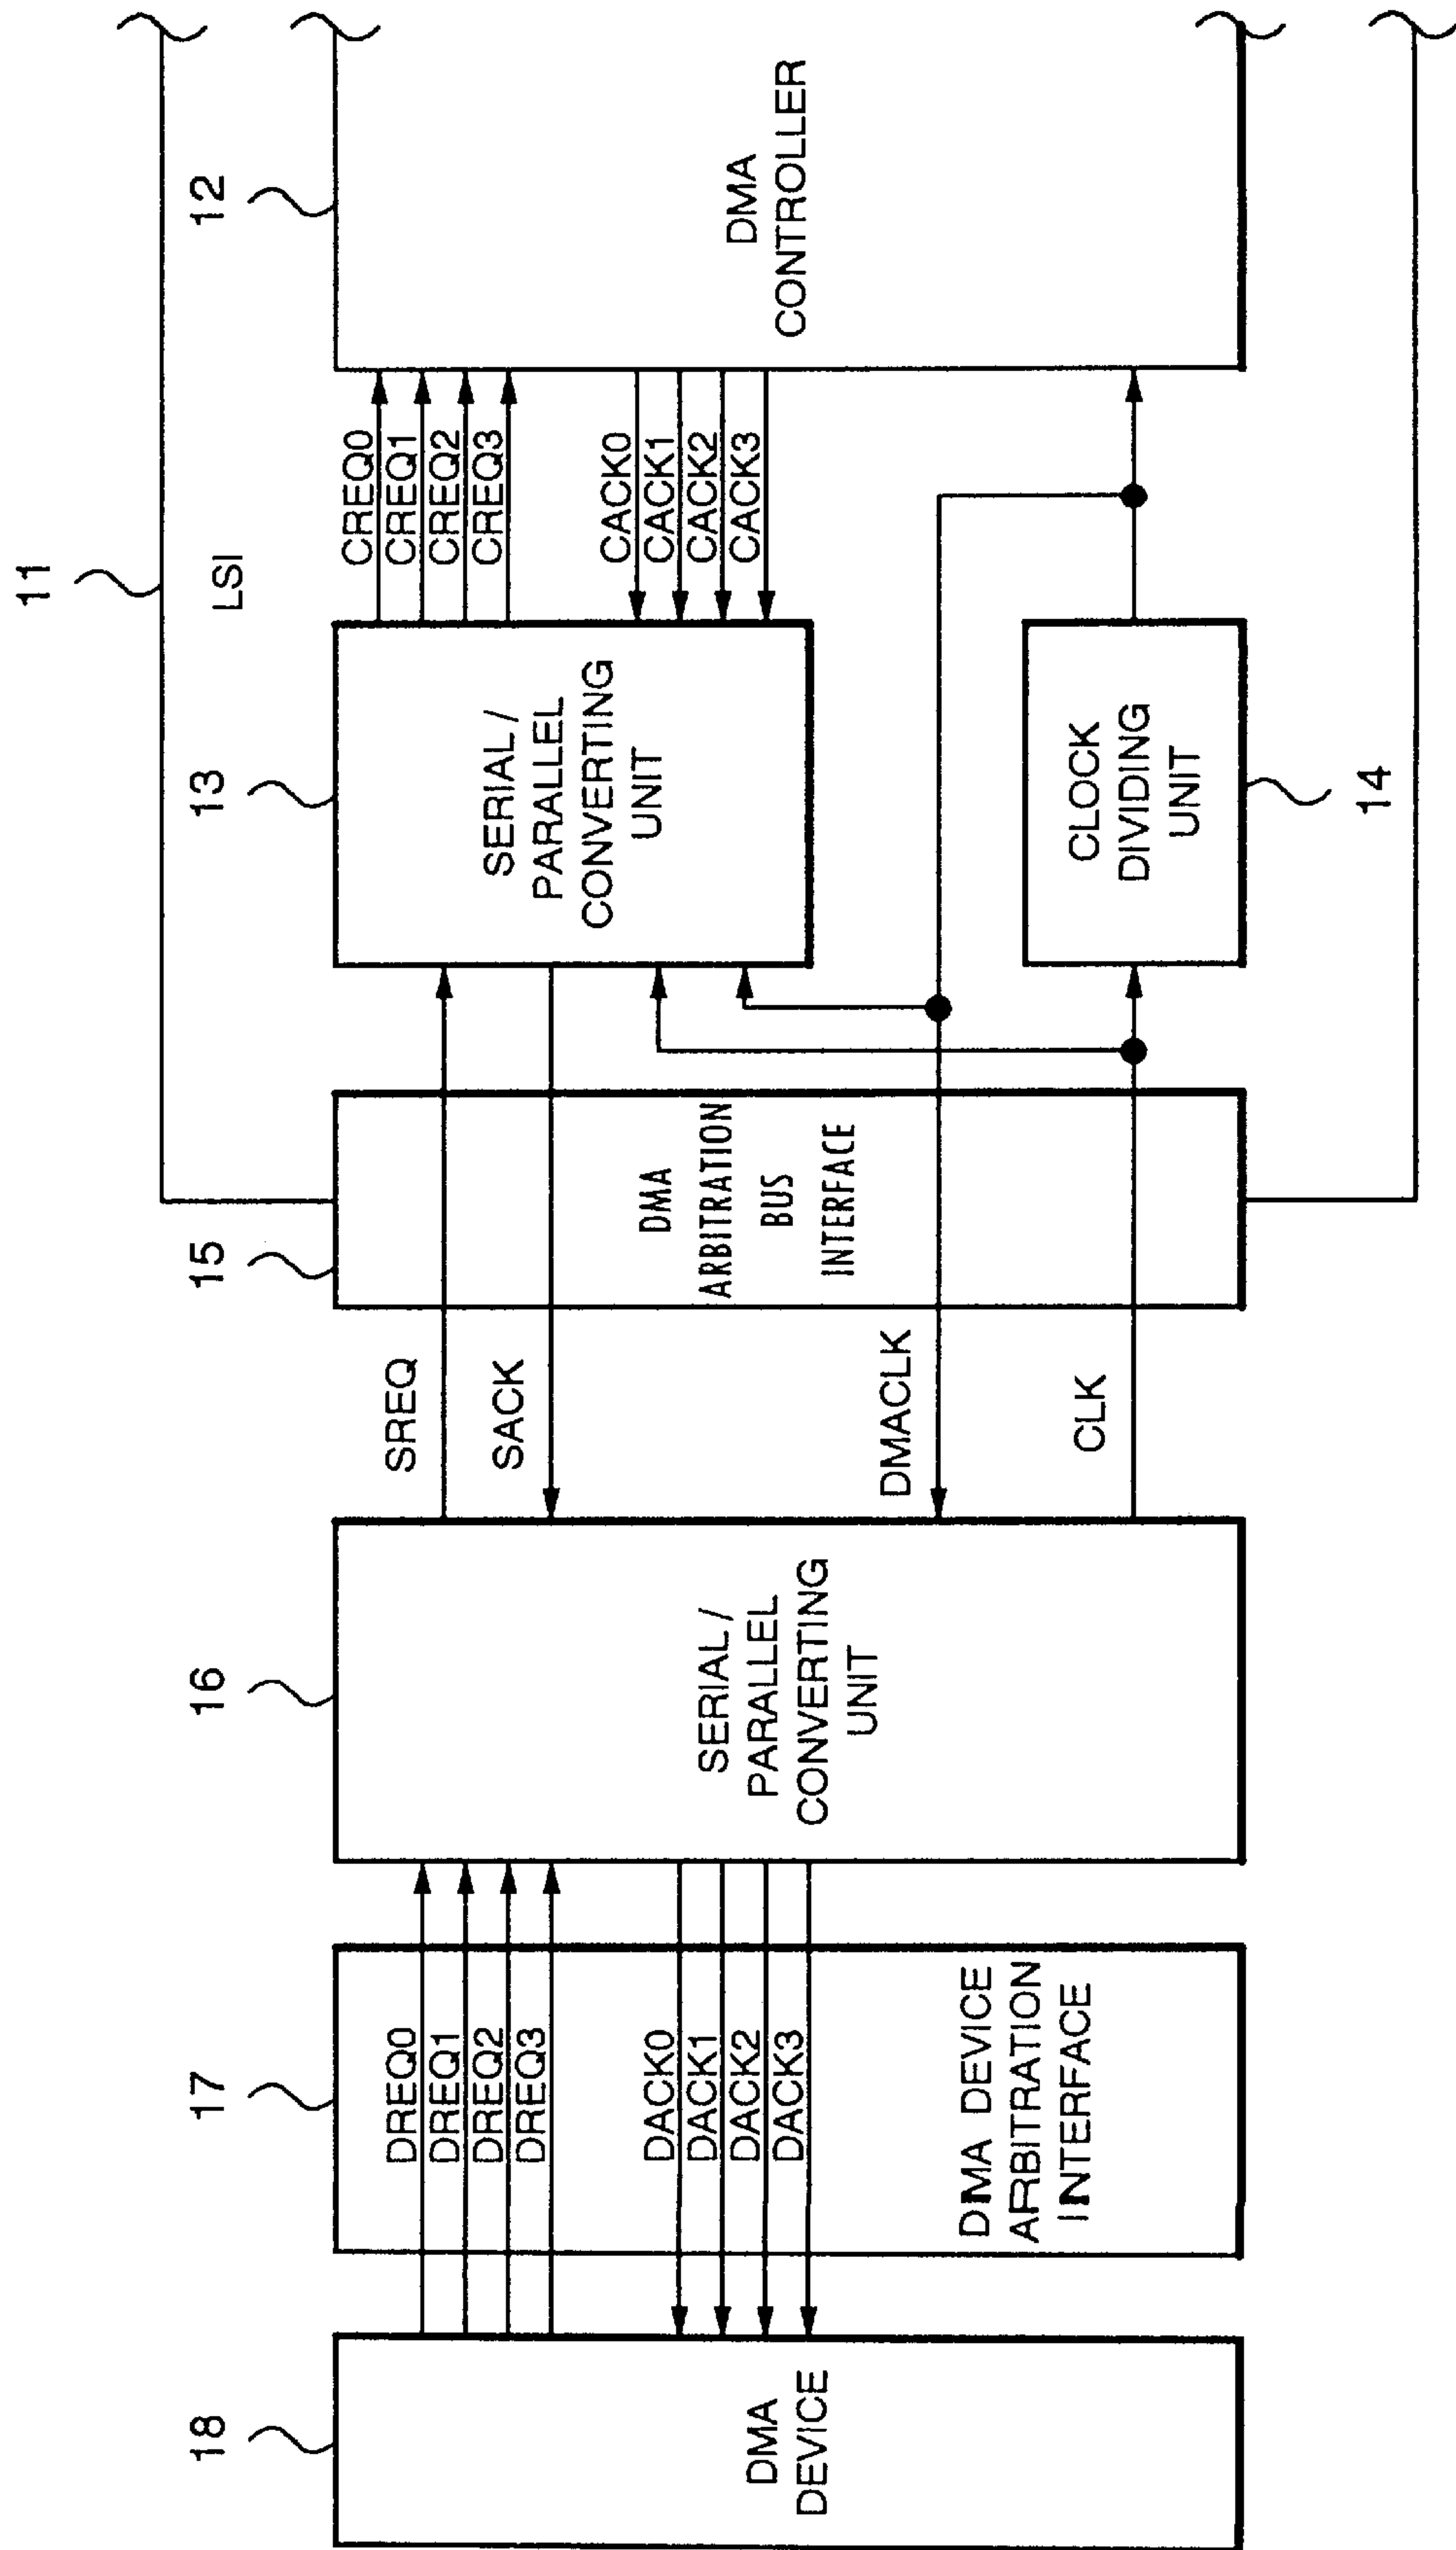 11
LSI
18
17
16
15
13
12
DMA
DEVICE
DREQ0
DREQ1
DREQ2
DREQ3
DACK0
DACK1
DACK2
DACK3
DMA DEVICE
ARBITRATION
INTERFACE
SERIAL /
PARALLEL
CONVERTING
UNIT
SREQ
SACK
DMACLK
CLK
DMA
ARBITRATION
BUS
INTERFACE
SERIAL /
PARALLEL
CONVERTING
UNIT
CLOCK
DIVIDING
UNIT
14
CREQ0
CREQ1
CREQ2
CREQ3
CACK0
CACK1
CACK2
CACK3
DMA
CONTROLLER